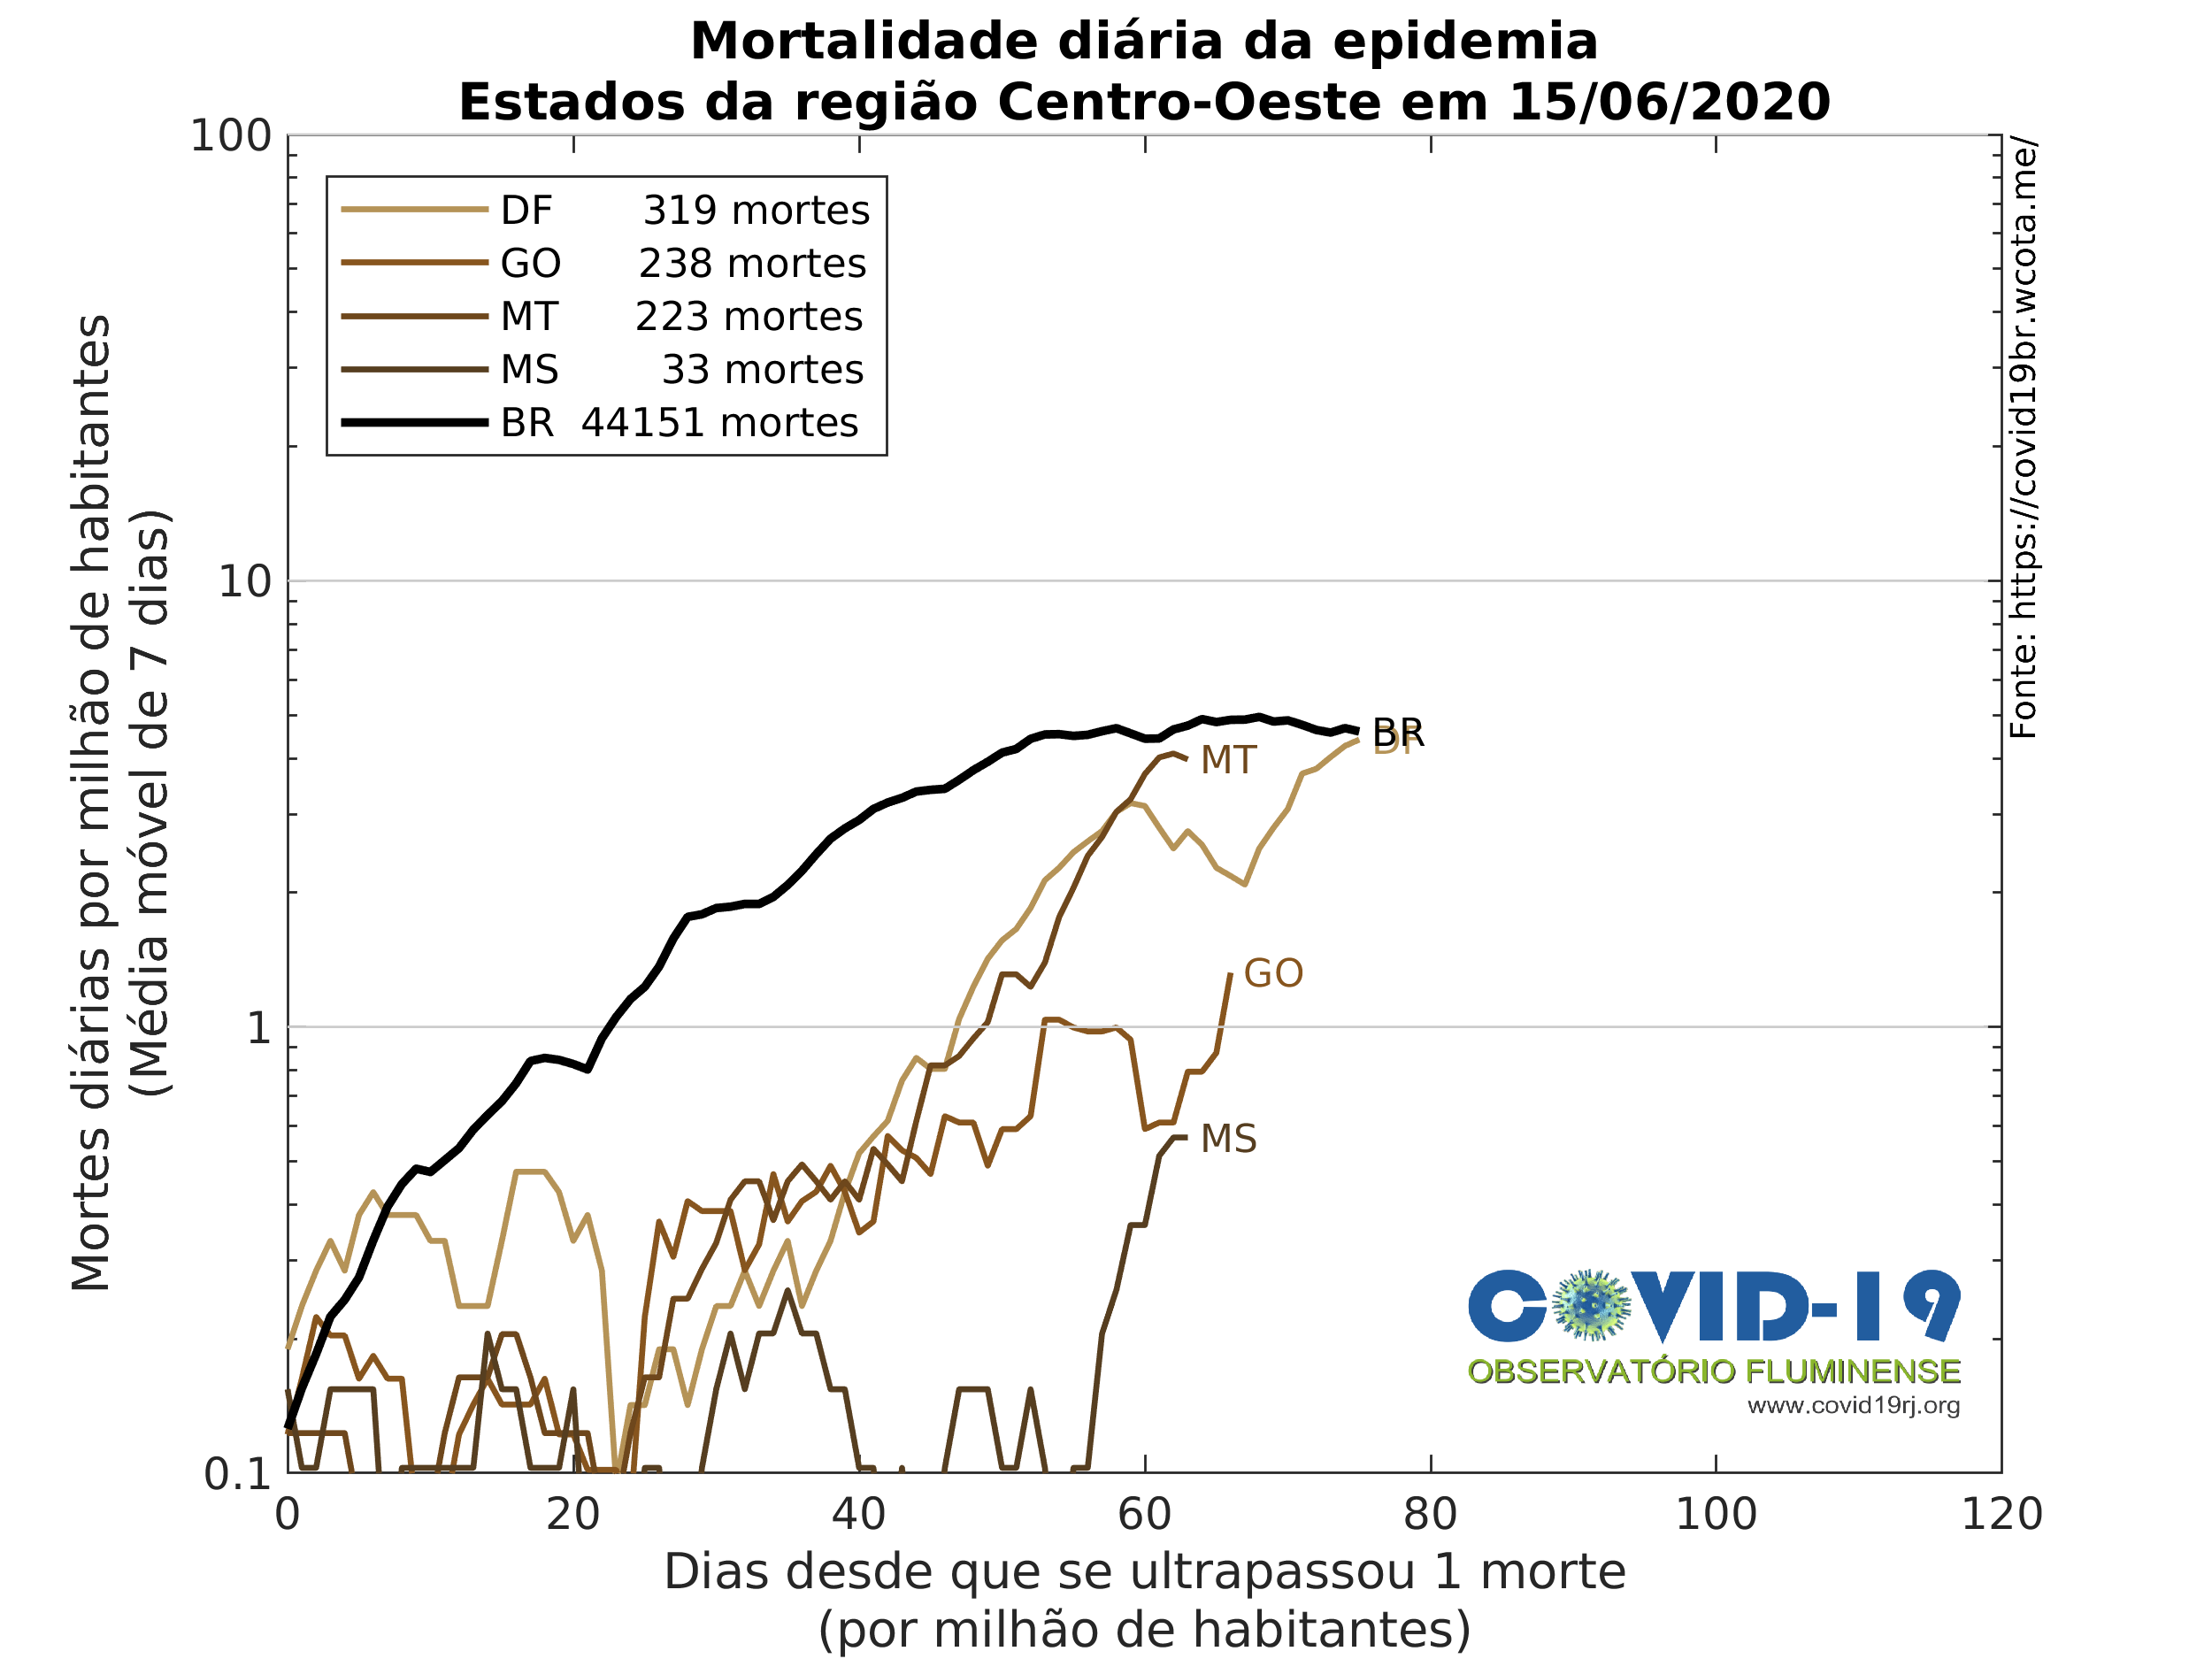 Mortalidade diária da epidemia
Estados da região Centro-Oeste em 15/06/2020
100
10
1
0.1
Mortes diárias por milhão de habitantes
(Média móvel de 7 dias)
DF 319 mortes
GO 238 mortes
MT 223 mortes
MS 33 mortes
BR 44151 mortes
BR
DF
MT
GO
MS
Fonte: https://covid19br.wcota.me/
COVID-19
OBSERVATÓRIO FLUMINENSE
www.covid19rj.org
0 20 40 60 80 100 120
Dias desde que se ultrapassou 1 morte
(por milhão de habitantes)